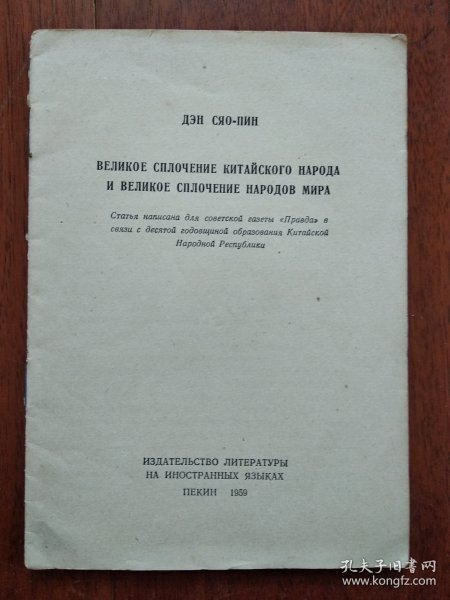 ДЭН СЯО-ПИН
ВЕЛИКОЕ СПЛОЧЕНИЕ КИТАЙСКОГО НАРОДА
И ВЕЛИКОЕ СПЛОЧЕНИЕ НАРОДОВ МИРА
Статья написана для советской газеты «Правда» в
связи с десятой годовщиной образования Китайской
Народной Республики
ИЗДАТЕЛЬСТВО ЛИТЕРАТУРЫ
НА ИНОСТРАННЫХ ЯЗЫКАХ
ПЕКИН 1959
孔夫子旧书网
www.kongfz.com